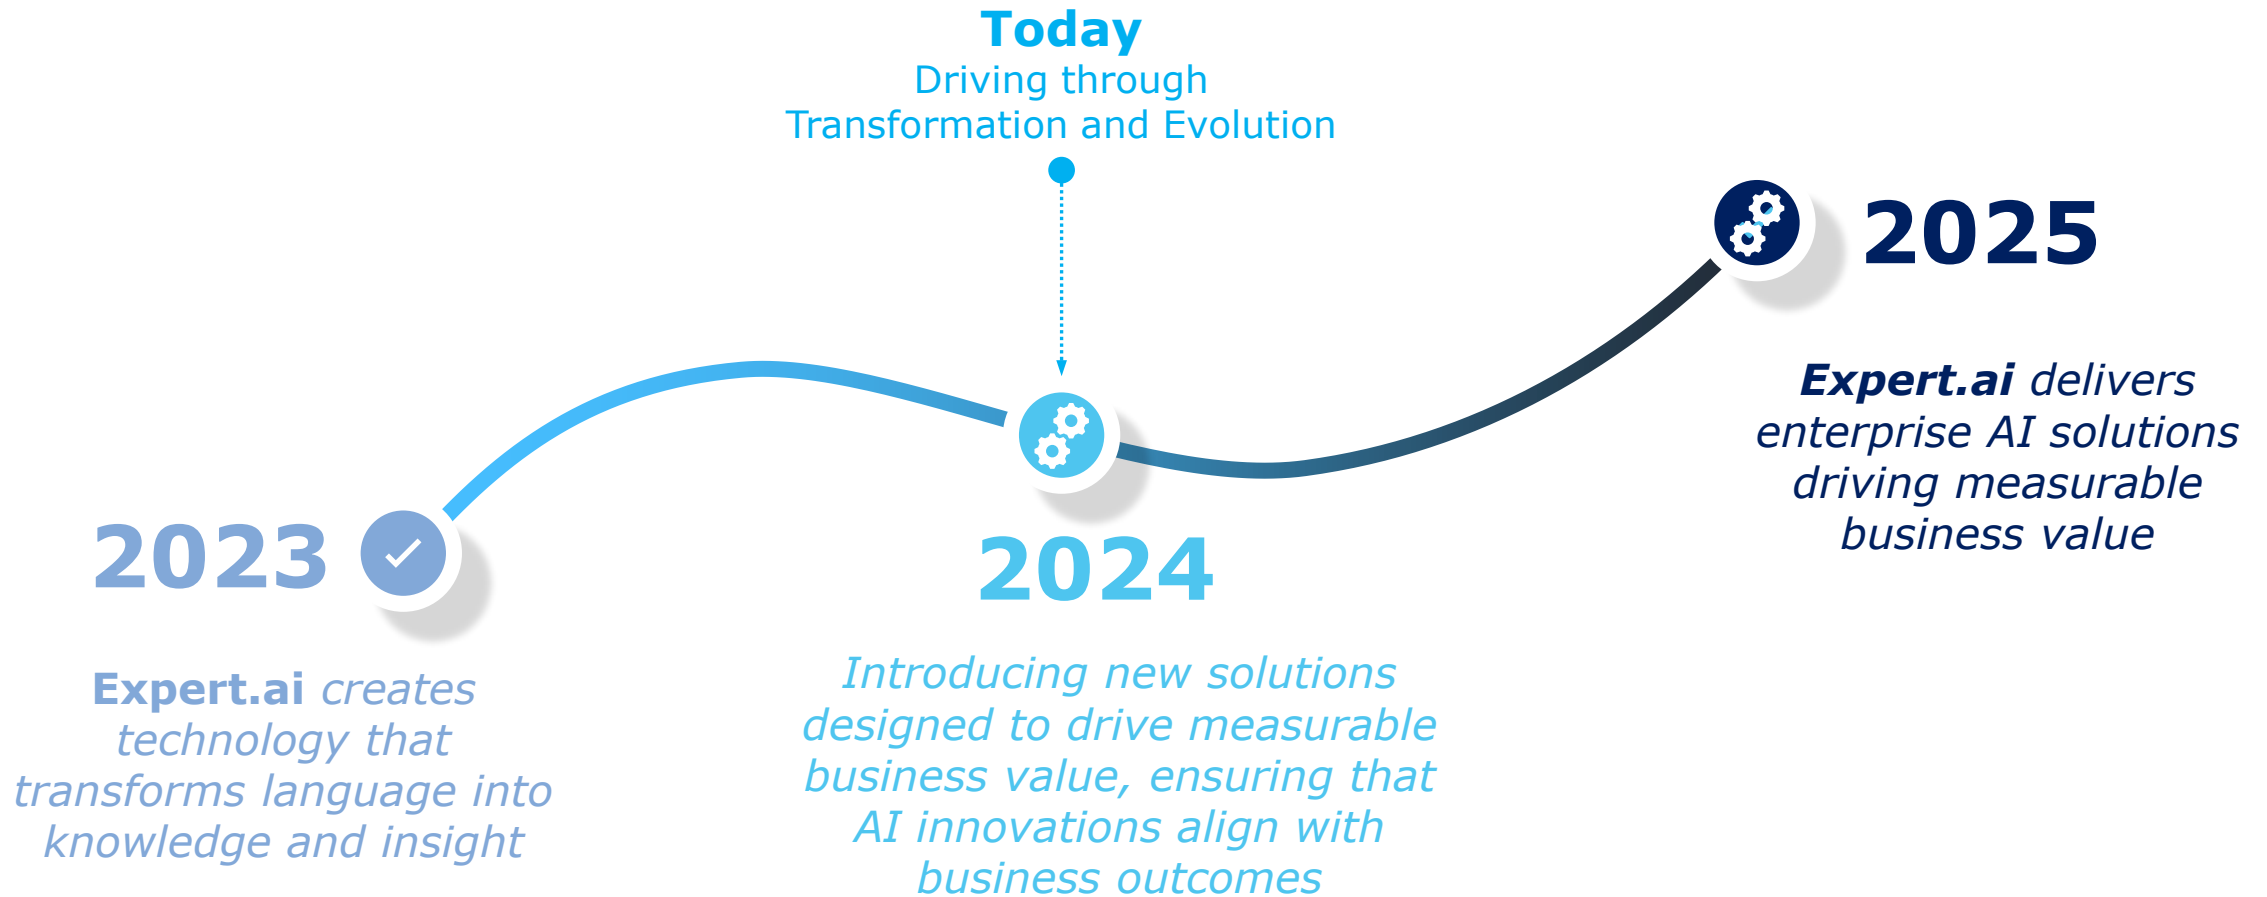 Today
Driving through
Transformation and Evolution
2023
Expert.ai creates
technology that
transforms language into
knowledge and insight
2024
Introducing new solutions
designed to drive measurable
business value, ensuring that
AI innovations align with
business outcomes
2025
Expert.ai delivers
enterprise AI solutions
driving measurable
business value